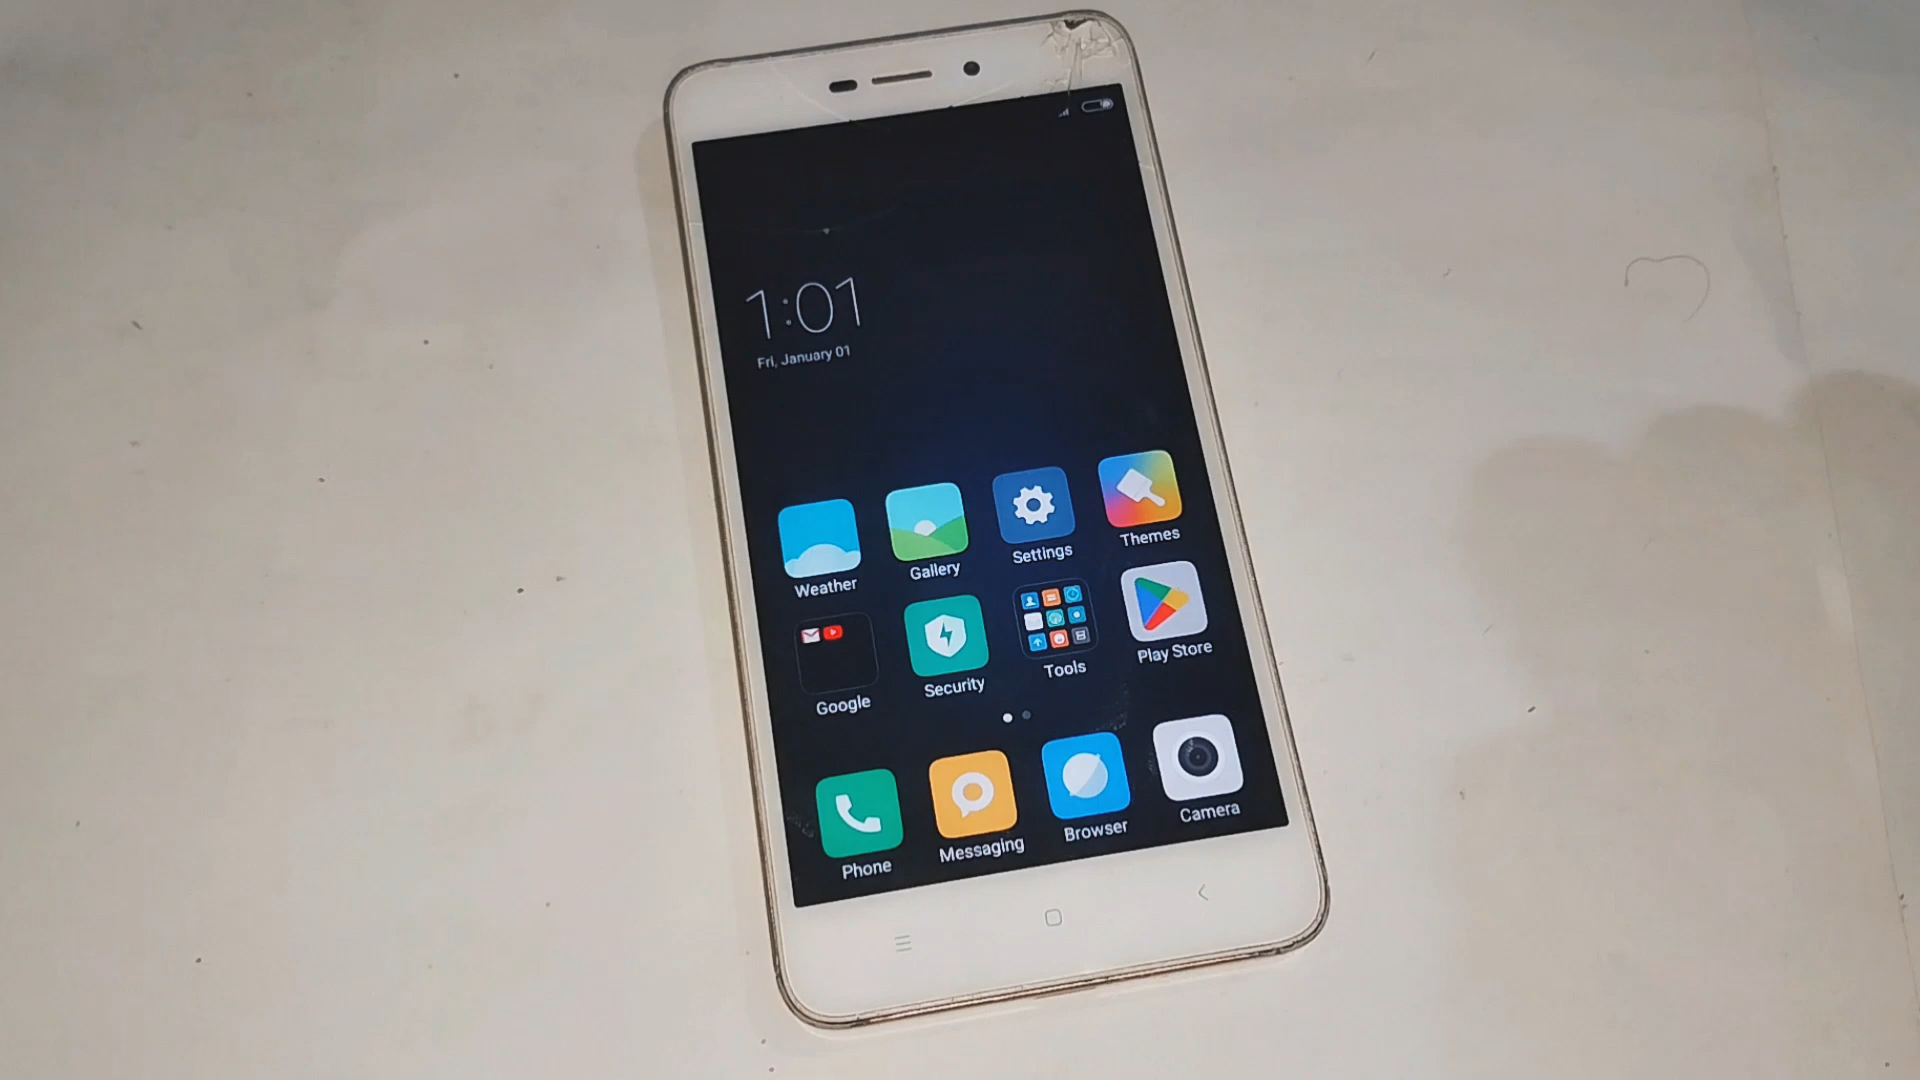 1:01
Fri, January 01
Weather
Gallery
Settings
Themes
Google
Security
Tools
Play Store
Phone
Messaging
Browser
Camera